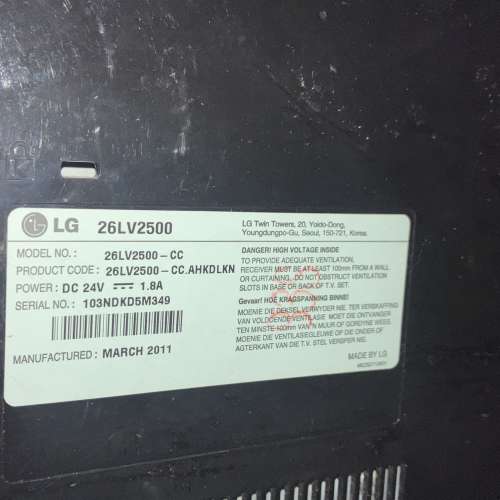 LG 26LV2500
MODEL NO. : 26LV2500-CC
PRODUCT CODE : 26LV2500-CC.AHKDLKN
POWER : DC 24V 1.8A
SERIAL NO. : 103NDKD5M349
MANUFACTURED : MARCH 2011
LG Twin Towers, 20, Yoido-Dong,
Youngdungpo-Gu, Seoul, 150-721, Korea.
DANGER! HIGH VOLTAGE INSIDE
TO PROVIDE ADEQUATE VENTILATION,
RECEIVER MUST BE AT LEAST 100mm FROM A WALL
OR CURTAINS. DO NOT OBSTRUCT VENTILATION
SLOTS IN BASE OR BACK OF T.V. SET.
Gevaar! HOE KRAGSPANNING BINNE!
MOENIE DIE DEKSEL VERWYDER NIE. TER VERSEKERING
VAN VOLDOENDE VENTILASIE MOET DIE ONTVANGER
TEN MINSTE 100mm VAN'N MUUR OF GORDYNE WEES.
MOENIE DIE VENTILASIEGLEUWE OF DIE ONDER OF
AGTERKANT VAN DIE T.V. STEL VERSPER NIE.
MADE BY LG